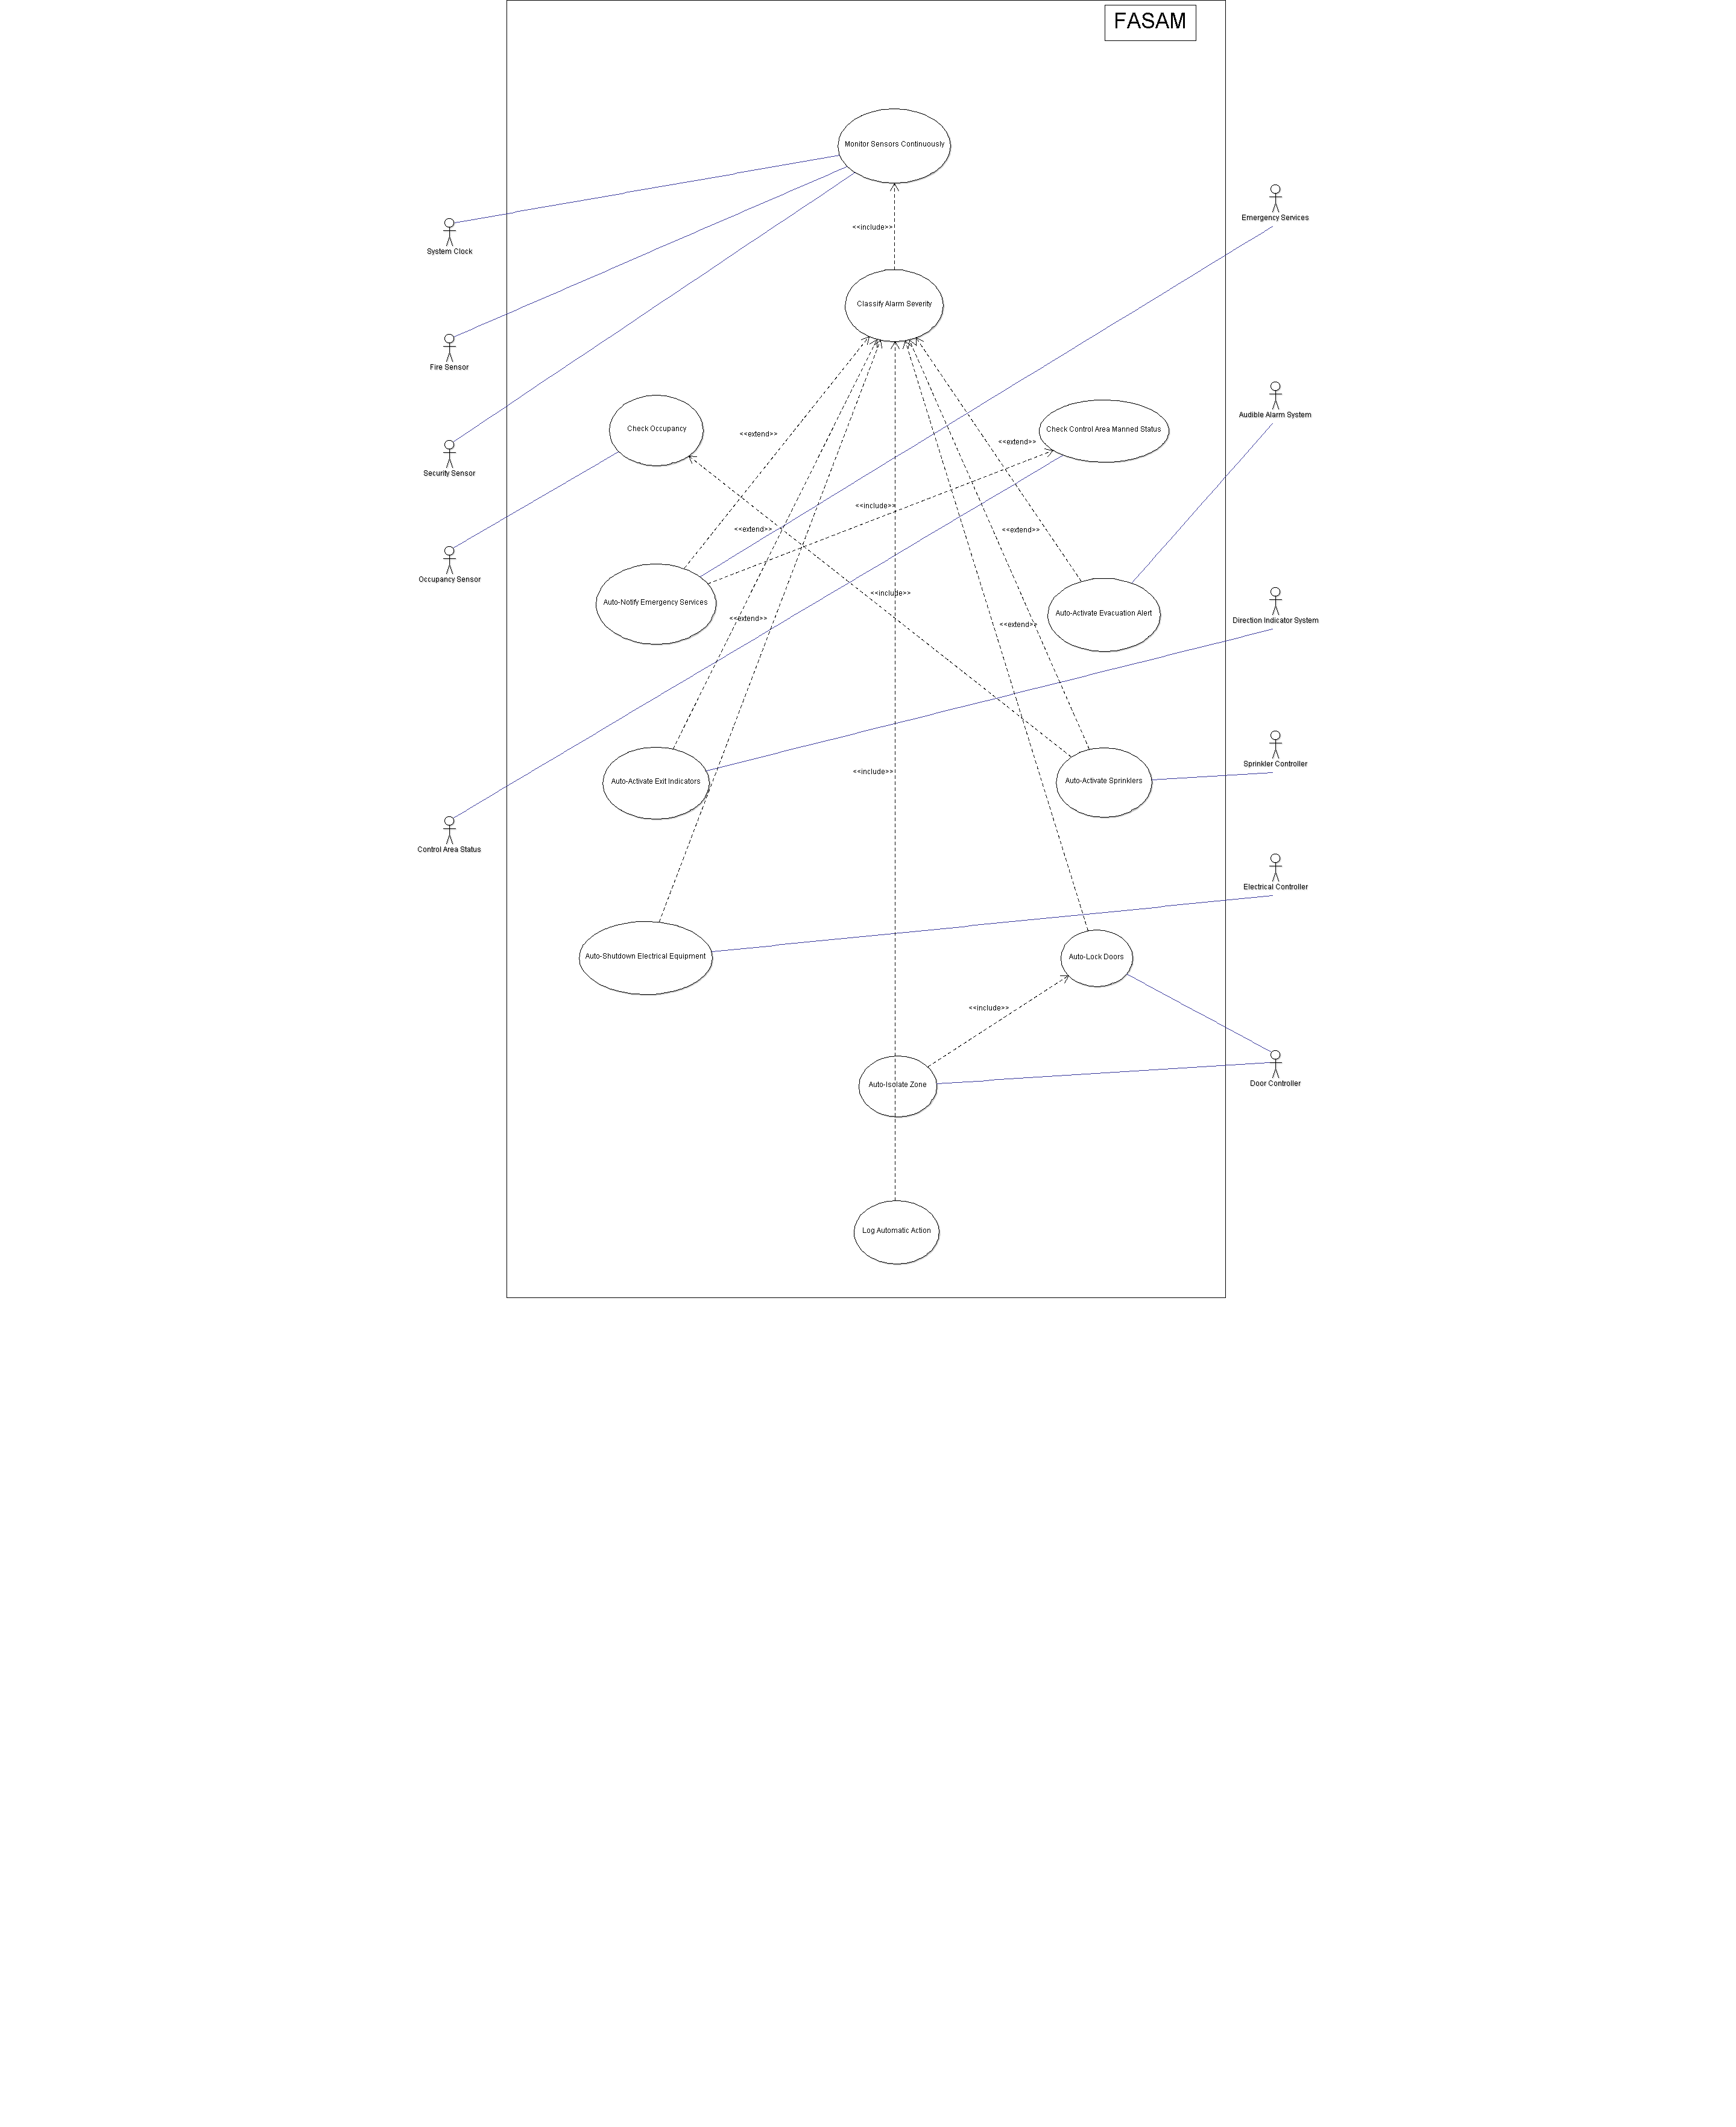 FASAM
Monitor Sensors Continuously
Emergency Services
<<include>>
System Clock
Classify Alarm Severity
Fire Sensor
Audible Alarm System
Check Occupancy
Check Control Area Manned Status
<<extend>>
<<extend>>
Security Sensor
<<include>>
<<extend>>
<<extend>>
Occupancy Sensor
<<include>>
Auto-Notify Emergency Services
Auto-Activate Evacuation Alert
<<extend>>
Direction Indicator System
<<extend>>
Sprinkler Controller
<<include>>
Auto-Activate Exit Indicators
Auto-Activate Sprinklers
Control Area Status
Electrical Controller
Auto-Shutdown Electrical Equipment
Auto-Lock Doors
<<include>>
Auto-Isolate Zone
Door Controller
Log Automatic Action